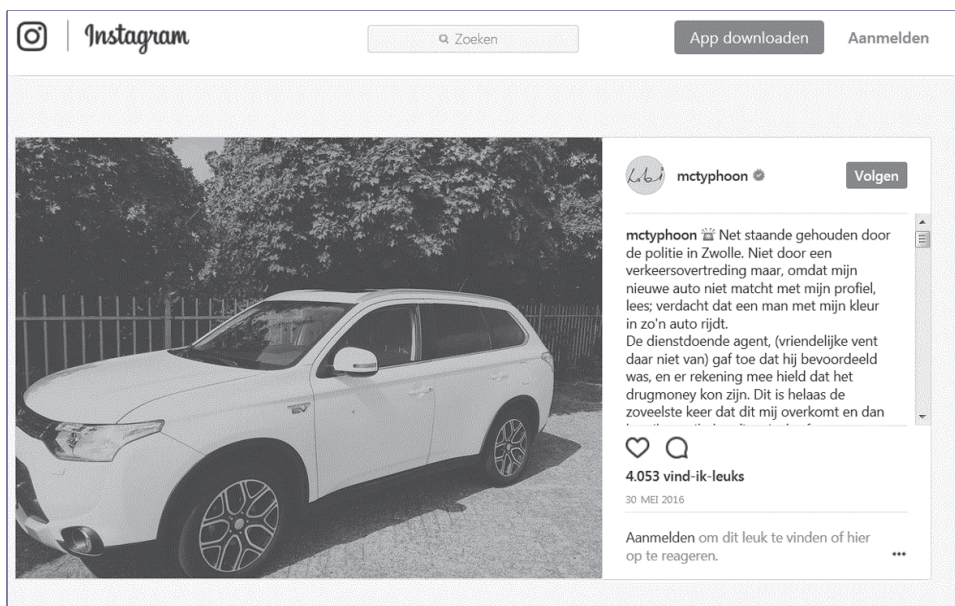 Instagram
Zoeken
App downloaden
Aanmelden
mctyphoon
Volgen
mctyphoon Net staande gehouden door
de politie in Zwolle. Niet door een
verkeersovertreding maar, omdat mijn
nieuwe auto niet matcht met mijn profiel,
lees; verdacht dat een man met mijn kleur
in zo'n auto rijdt.
De dienstdoende agent, (vriendelijke vent
daar niet van) gaf toe dat hij bevoordeeld
was, en er rekening mee hield dat het
drugmoney kon zijn. Dit is helaas de
zoveelste keer dat dit mij overkomt en dan
4.053 vind-ik-leuks
30 MEI 2016
Aanmelden om dit leuk te vinden of hier
op te reageren.